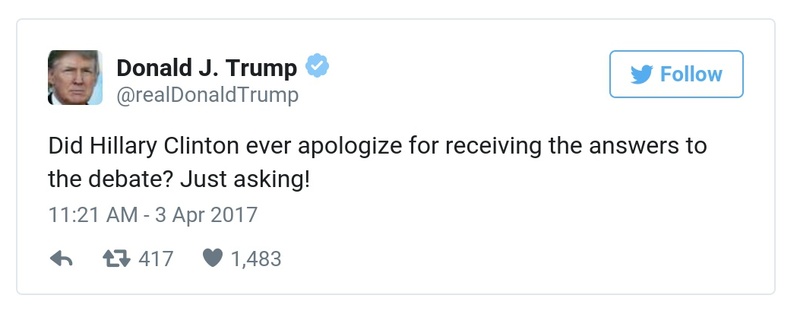 Donald J. Trump
@realDonaldTrump
Follow
Did Hillary Clinton ever apologize for receiving the answers to
the debate? Just asking!
11:21 AM - 3 Apr 2017
417 1,483